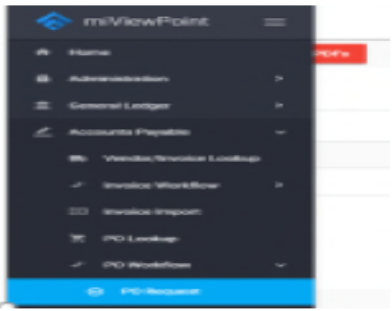 miViewPoint
Home
PDFs
Administration
General Ledger
Accounts Payable
Vendor/Invoice Lookup
Invoice Workflow
Invoice Import
PO Lookup
PO Workflow
PO Request